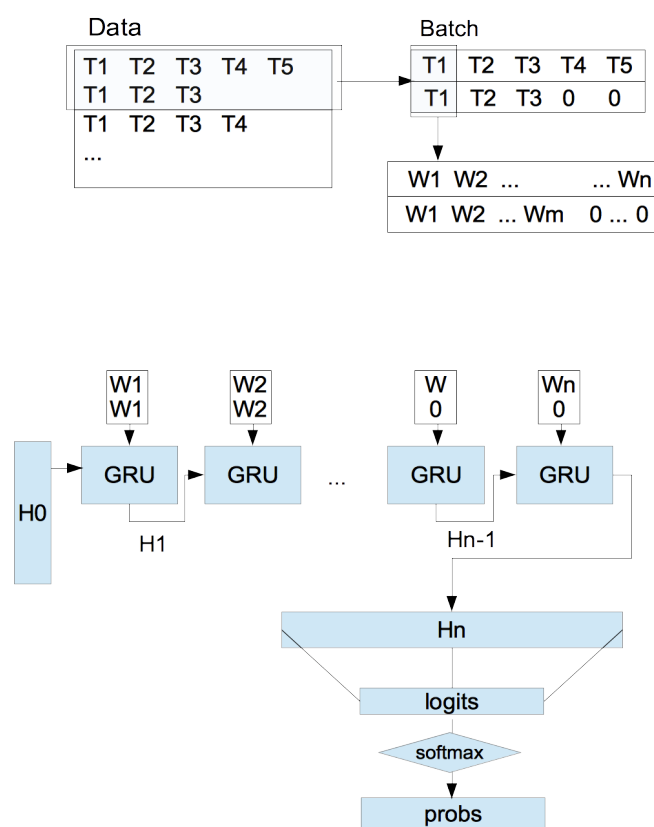 Data
Batch
T1 T2 T3 T4 T5
T1 T2 T3
T1 T2 T3 T4
...
T1 T2 T3 T4 T5
T1 T2 T3 0 0
W1 W2 ... ... Wn
W1 W2 ... Wm 0 ... 0
W1 W2 W Wn
W1 W2 0 0
GRU GRU ... GRU GRU
H0
H1 Hn-1
Hn
logits
softmax
probs